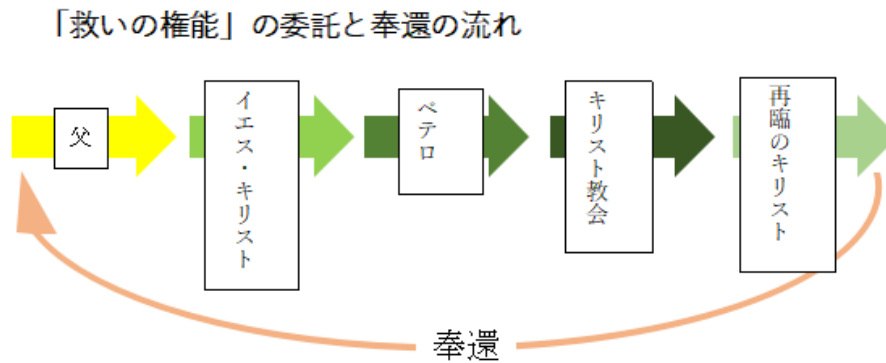 「救いの権能」の委託と奉還の流れ
父
イエス・キリスト
ペテロ
キリスト教会
再臨のキリスト
奉還